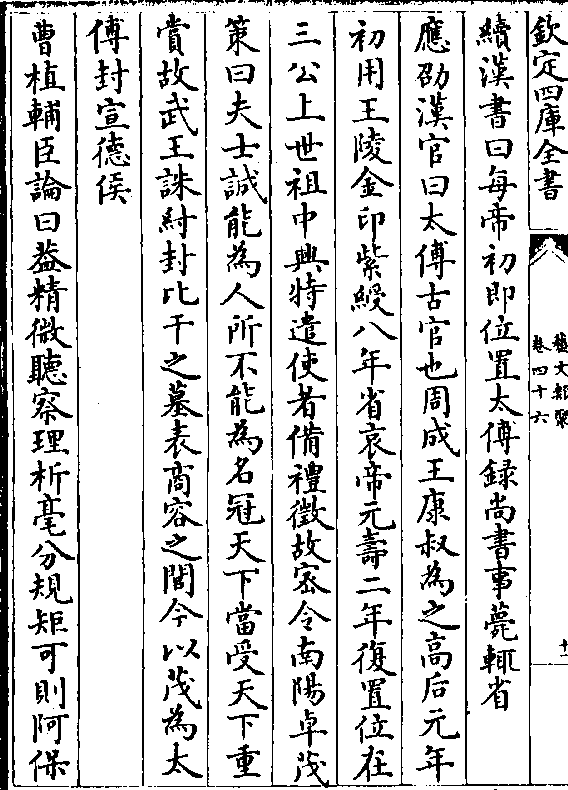 欽定四庫全書
藝文類聚
卷四十六
十二
續漢書曰每帝初即位置太傅録尚書事薨輒省
應劭漢官曰太傅古官也周成王康叔為之高后元年
初用王陵金印紫綬八年省哀帝元壽二年復置位在
三公上世祖中興特遣使者備禮徵故宻令南陽卓茂
策曰夫士誠能為人所不能為名冠天下當受天下重
賞故武王誅紂封比干之墓表商容之閭今以茂為太
傅封宣德侯
曹植輔臣論曰葢精微聽察理析毫分規矩可則阿保